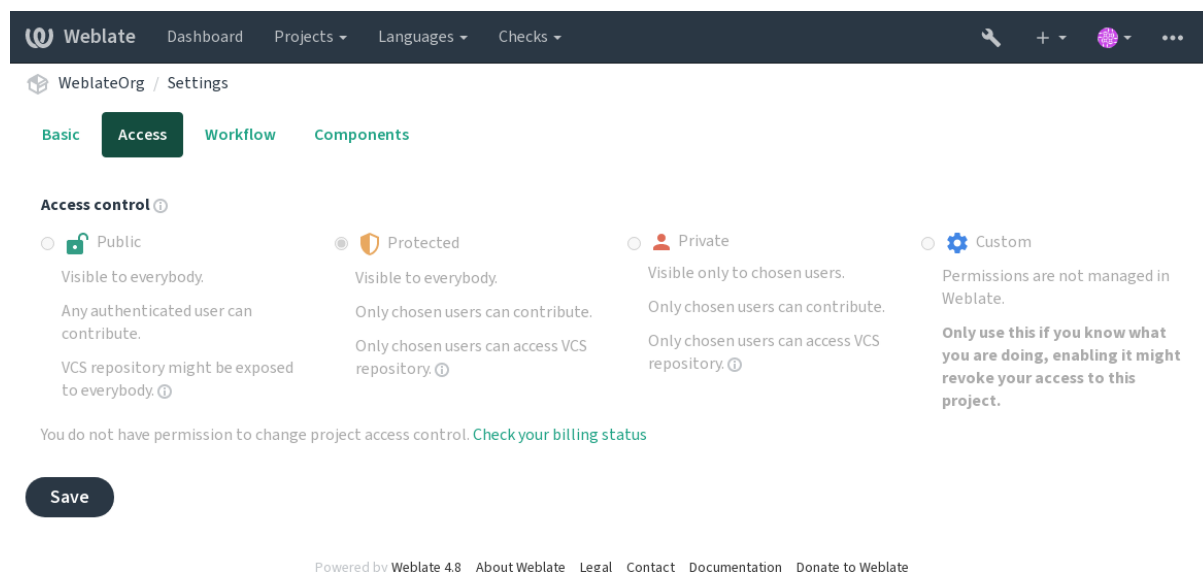 Weblate Dashboard Projects Languages Checks
WeblateOrg / Settings
Basic Access Workflow Components
Access control
Public
Visible to everybody.
Any authenticated user can
contribute.
VCS repository might be exposed
to everybody.
Protected
Visible to everybody.
Only chosen users can contribute.
Only chosen users can access VCS
repository.
Private
Visible only to chosen users.
Only chosen users can contribute.
Only chosen users can access VCS
repository.
Custom
Permissions are not managed in
Weblate.
Only use this if you know what
you are doing, enabling it might
revoke your access to this
project.
You do not have permission to change project access control. Check your billing status
Save
Powered by Weblate 4.8 About Weblate Legal Contact Documentation Donate to Weblate